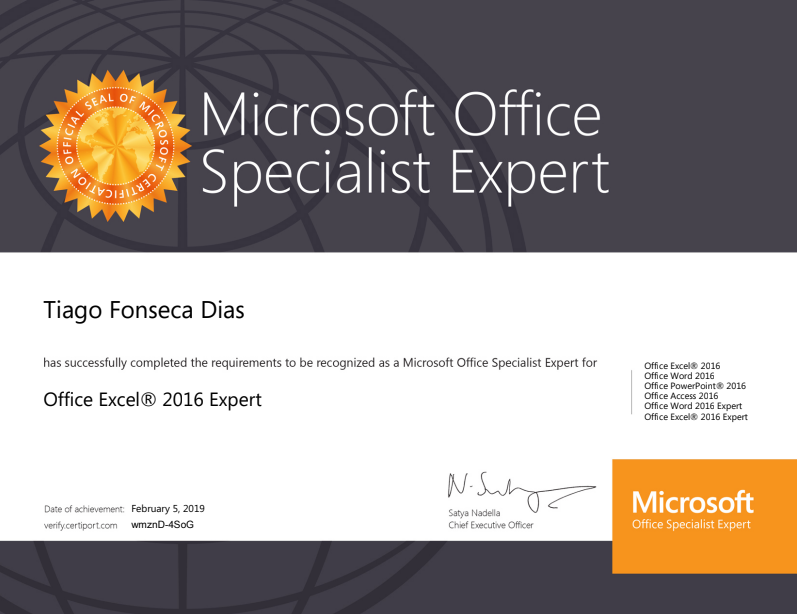 OFFICIAL SEAL OF MICROSOFT CERTIFICATION
Microsoft Office
Specialist Expert
Tiago Fonseca Dias
has successfully completed the requirements to be recognized as a Microsoft Office Specialist Expert for
Office Excel® 2016 Expert
Office Excel® 2016
Office Word 2016
Office PowerPoint® 2016
Office Access 2016
Office Word 2016 Expert
Office Excel® 2016 Expert
Date of achievement: February 5, 2019
verify.certiport.com wmznD-4SoG
Satya Nadella
Chief Executive Officer
Microsoft
Office Specialist Expert